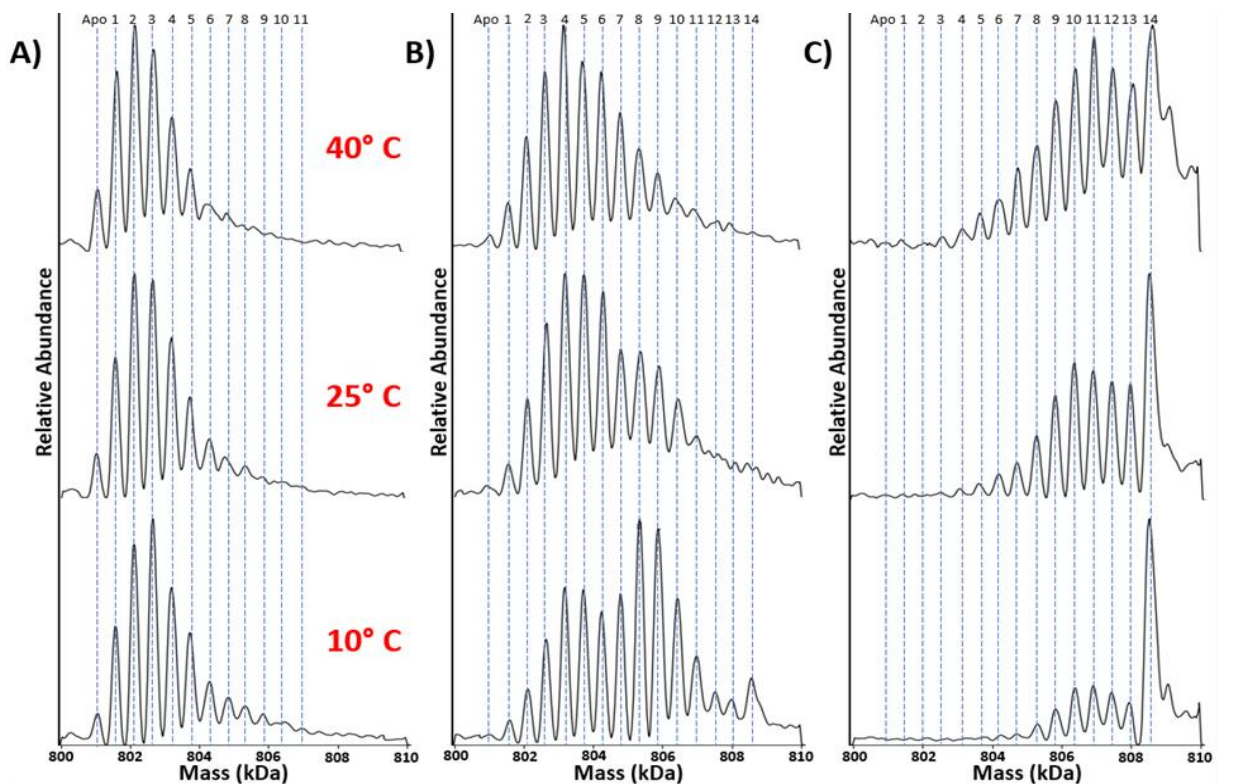 A)
Apo 1 2 3 4 5 6 7 8 9 10 11
40° C
Relative Abundance
25° C
10° C
800 802 804 806 808 810
Mass (kDa)
B)
Apo 1 2 3 4 5 6 7 8 9 10 11 12 13 14
Relative Abundance
800 802 804 806 808 810
Mass (kDa)
C)
Apo 1 2 3 4 5 6 7 8 9 10 11 12 13 14
Relative Abundance
800 802 804 806 808 810
Mass (kDa)